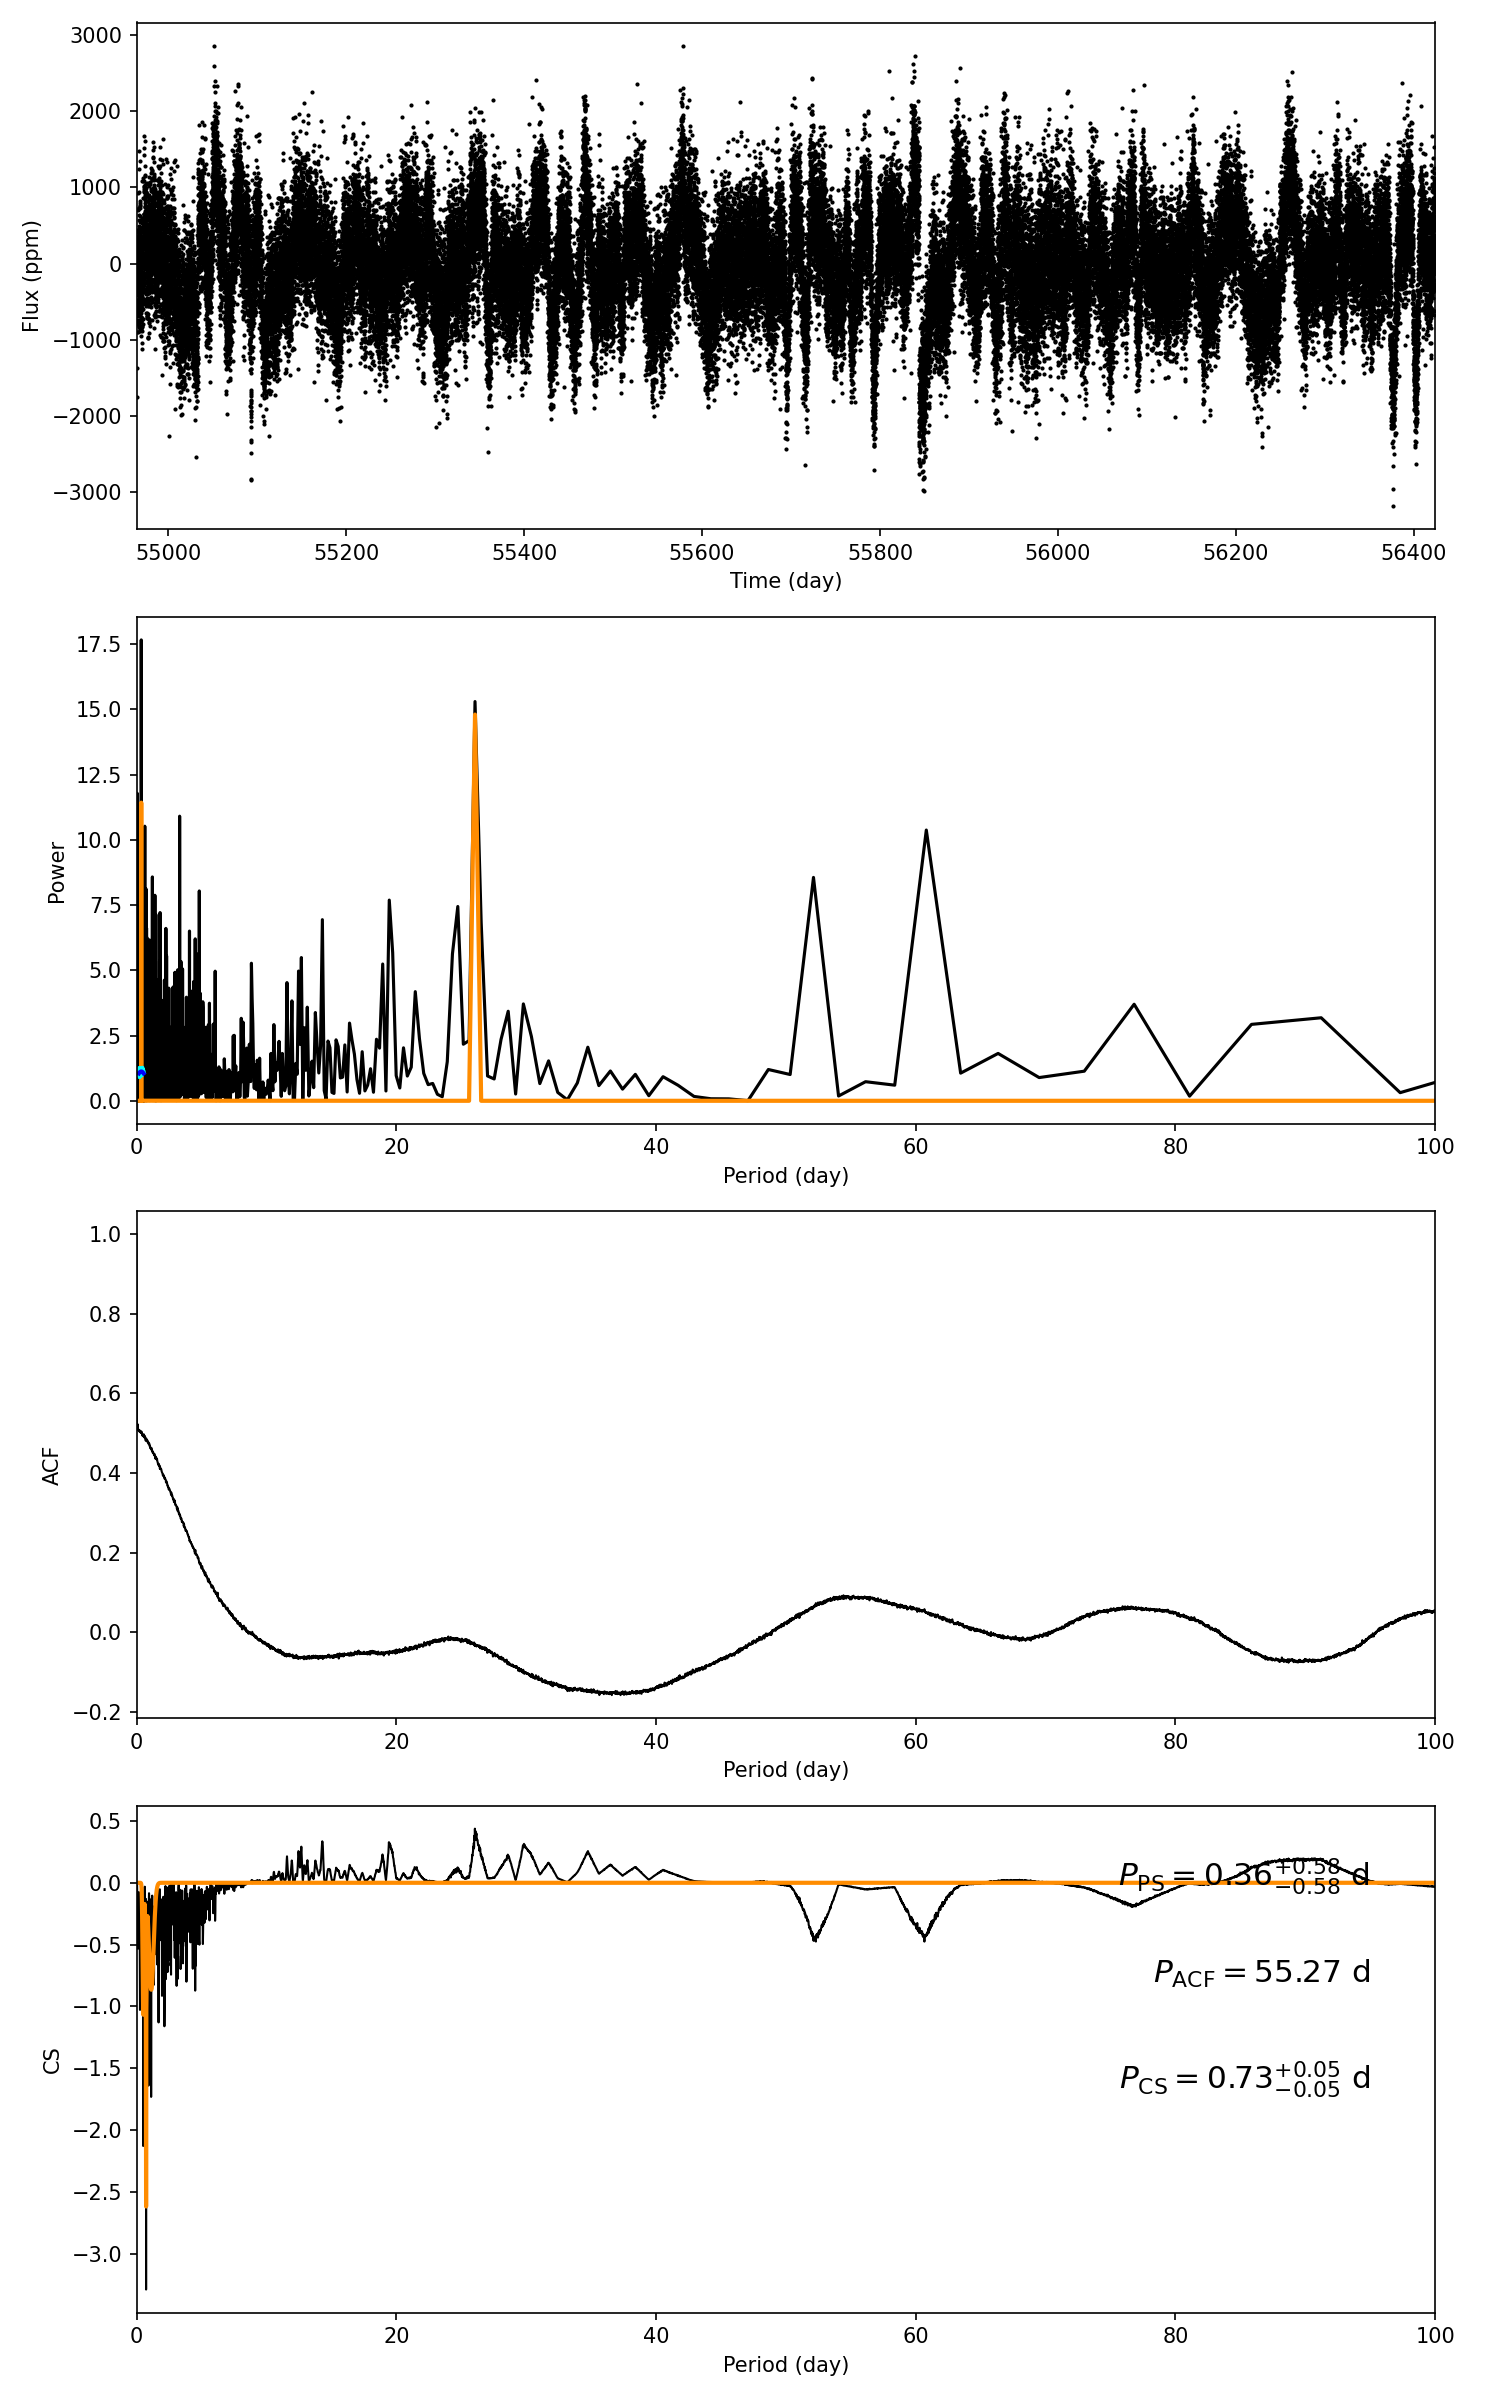 3000
2000
1000
0
−1000
−2000
−3000
Flux (ppm)
55000 55200 55400 55600 55800 56000 56200 56400
Time (day)
17.5
15.0
12.5
10.0
7.5
5.0
2.5
0.0
Power
0 20 40 60 80 100
Period (day)
1.0
0.8
0.6
0.4
0.2
0.0
−0.2
ACF
0 20 40 60 80 100
Period (day)
0.5
0.0
−0.5
−1.0
−1.5
−2.0
−2.5
−3.0
CS
P_PS = 0.36 +0.58 −0.58 d
P_ACF = 55.27 d
P_CS = 0.73 +0.05 −0.05 d
0 20 40 60 80 100
Period (day)